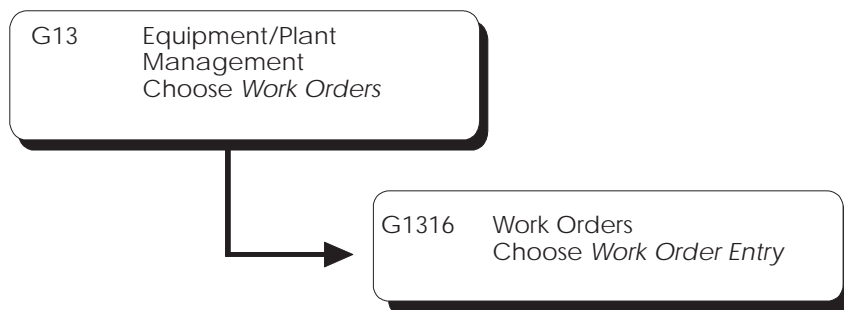 G13 Equipment/Plant
Management
Choose Work Orders
G1316 Work Orders
Choose Work Order Entry